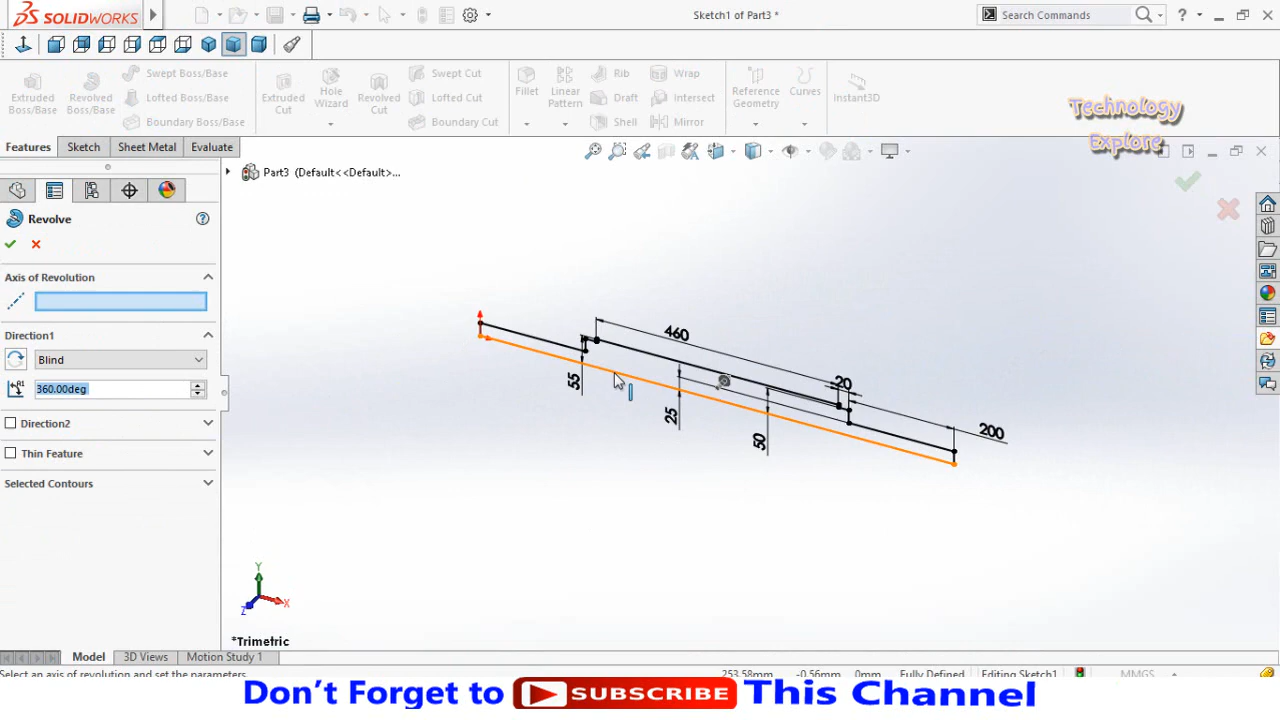 SOLIDWORKS
Sketch1 of Part3 *
Search Commands
Extruded Boss/Base
Revolved Boss/Base
Swept Boss/Base
Lofted Boss/Base
Boundary Boss/Base
Extruded Cut
Hole Wizard
Revolved Cut
Swept Cut
Lofted Cut
Boundary Cut
Fillet
Linear Pattern
Rib
Draft
Shell
Wrap
Intersect
Mirror
Reference Geometry
Curves
Instant3D
Technology
Explore
Features
Sketch
Sheet Metal
Evaluate
Part3 (Default<<Default>...
Revolve
Axis of Revolution
Direction1
Blind
360.00deg
Direction2
Thin Feature
Selected Contours
460
20
55
25
50
200
Y
Z
X
*Trimetric
Model
3D Views
Motion Study 1
Select an axis of revolution and set the parameters.
253.58mm
-0.56mm
0mm
Fully Defined
Editing Sketch1
MMGS
Don't Forget to SUBSCRIBE This Channel